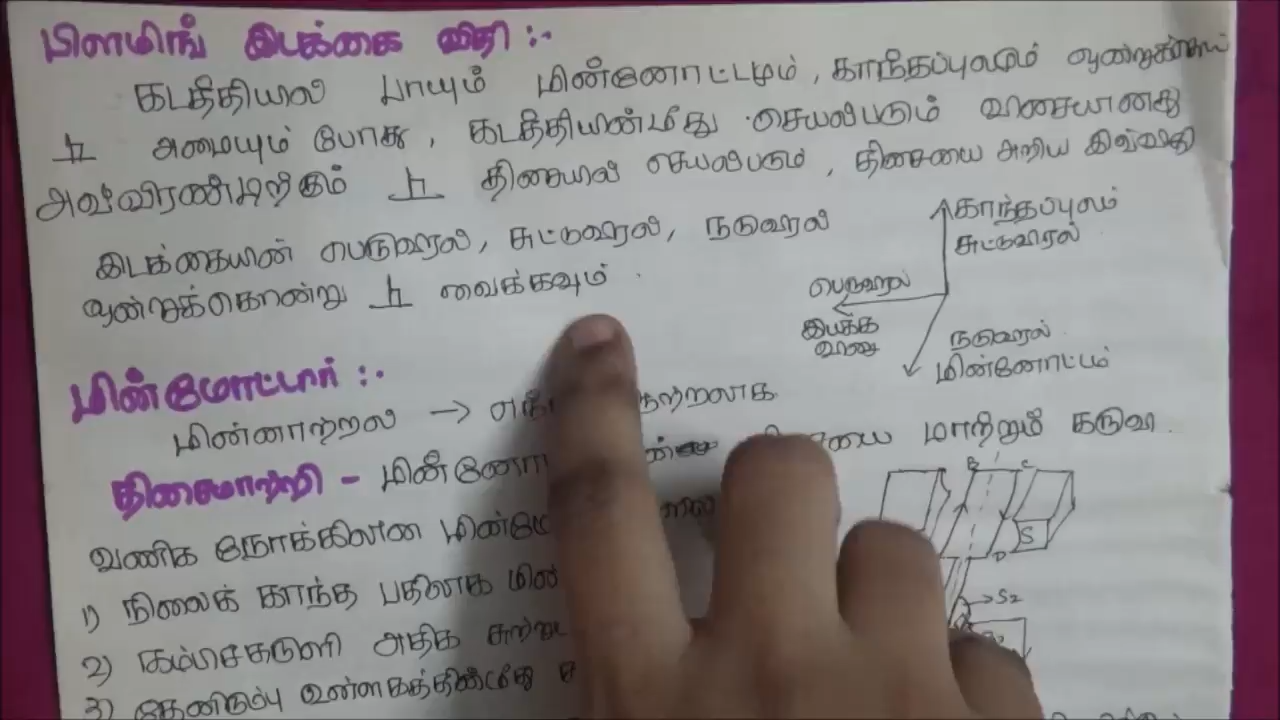 பிளமிங் இடக்கை விதி :-
கடத்தியில் பாயும் மின்னோட்டமும், காந்தப்புலமும் ஒன்றுக்கொன்று
⊥ அமையும் போது, கடத்தியின்மீது செயல்படும் விசையானது
அவ்விரண்டிற்கும் ⊥ திசையில் செயல்படும், திசையை அறிய இவ்விதி
இடக்கையின் பெருவிரல், சுட்டுவிரல், நடுவிரல்
ஒன்றுக்கொன்று ⊥ வைக்கவும்.
காந்தப்புலம்
சுட்டுவிரல்
பெருவிரல்
இயக்க
விசை
நடுவிரல்
மின்னோட்டம்
மின்மோட்டார் :-
மின்னாற்றல் → ற்றலாக
திசைமாற்றி - மின்னோ யை மாற்றும் கருவி
வணிக நோக்கிலான மின்மோ
1) நிலைக் காந்த பதிலாக மின்
2) கம்பிச்சுருளில் அதிக சுற்று
3) தேனிரும்பு உள்ளகத்தின்மீது ச
B C
S
D
S2